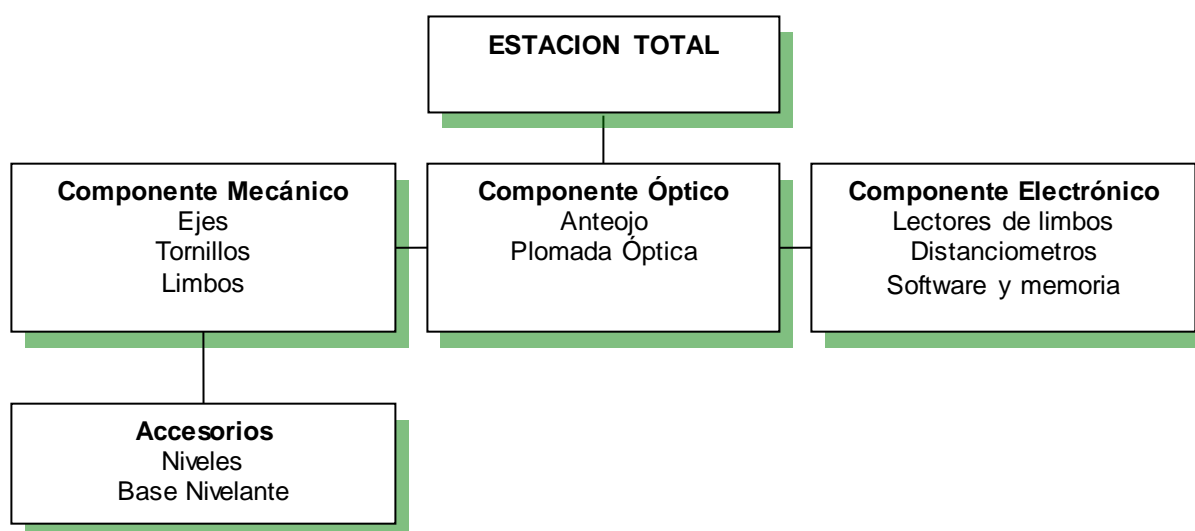 ESTACION TOTAL
Componente Mecánico
Ejes
Tornillos
Limbos
Componente Óptico
Anteojo
Plomada Óptica
Componente Electrónico
Lectores de limbos
Distanciometros
Software y memoria
Accesorios
Niveles
Base Nivelante